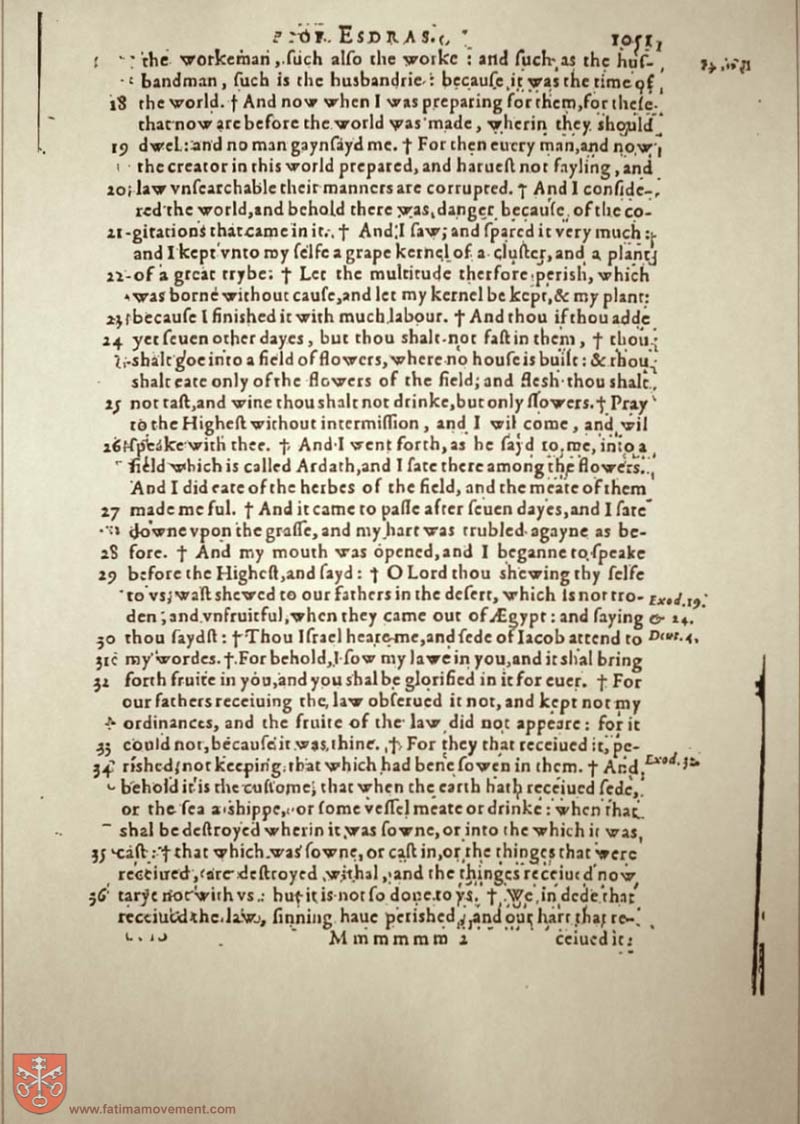 OF ESDRAS. 1051
the workeman, such also the worke : and such as the hus-
bandman, such is the husbandrie : because it was the time of
18 the world. † And now when I was preparing for them, for these
that now are before the world was made, wherin they should
19 dwel : and no man gaynsayd me. † For then euery man, and now
the creator in this world prepared, and haruest not fayling, and
20 law vnsearchable their manners are corrupted. † And I conside-
red the world, and behold there was danger because of the co-
21 gitations that came in it. † And I saw, and spared it very much :
and I kept vnto my selfe a grape kernel of a cluster, and a plant
22 of a great trybe : † Let the multitude therfore perish, which
was borne without cause, and let my kernel be kept, & my plant:
23 because I finished it with much labour. † And thou if thou adde
24 yet seuen other dayes, but thou shalt not fast in them, † thou
shalt goe into a field of flowers, where no house is built : & thou
shalt eate only of the flowers of the field; and flesh thou shalt
25 not tast, and wine thou shalt not drinke, but only flowers. † Pray
to the Highest without intermission, and I wil come, and wil
26 speake with thee. † And I went forth, as he sayd to me, into a
field which is called Ardath, and I sate there among the flowers.
And I did eate of the herbes of the field, and the meate of them
27 made me ful. † And it came to passe after seuen dayes, and I sate
downe vpon the grasse, and my hart was trubled agayne as be-
28 fore. † And my mouth was opened, and I beganne to speake
29 before the Highest, and sayd : † O Lord thou shewing thy selfe
to vs, wast shewed to our fathers in the desert, which is not tro- Exod. 19.
den, and vnfruitful, when they came out of Ægypt : and saying & 24.
30 thou saydst : † Thou Israel heare me, and sede of Iacob attend to Deut. 4.
31 my wordes. † For behold, I sow my lawe in you, and it shal bring
32 forth fruite in you, and you shal be glorified in it for euer. † For
our fathers receiuing the law obserued it not, and kept not my
ordinances, and the fruite of the law did not appeare : for it
33 could not, because it was thine. † For they that receiued it, pe-
34 rished, not keeping that which had bene sowen in them. † And Exod. 32.
behold it is the custome, that when the earth hath receiued sede,
or the sea a shippe, or some vessel meate or drinke : when that
shal be destroyed wherin it was sowne, or into the which it was
35 cast : † that which was sowne, or cast in, or the thinges that were
receiued, are destroyed withal, and the thinges receiued now
36 tarye not with vs : but it is not so done to vs. † We in dede that
receiued the law, sinning haue perished, and our hart that re-
Mmmmmm 2 ceiued it:
www.fatimamovement.com